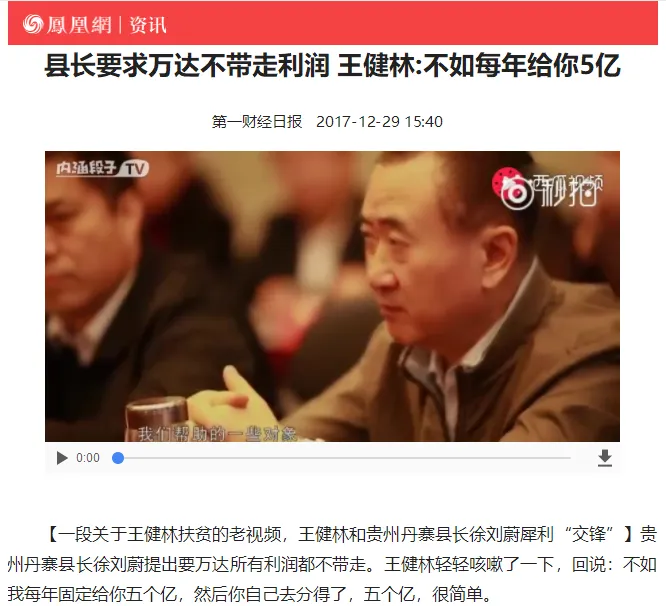 鳳凰網 | 资讯
县长要求万达不带走利润 王健林:不如每年给你5亿
第一财经日报 2017-12-29 15:40
内涵段子TV
西瓜视频
秒拍
我们帮助的一些对象
0:00
【一段关于王健林扶贫的老视频，王健林和贵州丹寨县长徐刘蔚犀利“交锋”】贵
州丹寨县长徐刘蔚提出要万达所有利润都不带走。王健林轻轻咳嗽了一下，回说：不如
我每年固定给你五个亿，然后你自己去分得了，五个亿，很简单。